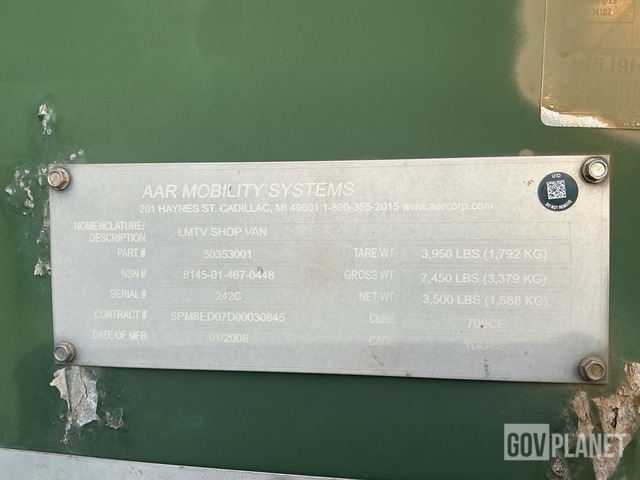 AAR MOBILITY SYSTEMS
201 HAYNES ST. CADILLAC, MI 49601 1-800-355-2015 www.aarcorp.com
UID
DO NOT REMOVE
NOMENCLATURE/
DESCRIPTION LMTV SHOP VAN
PART # 50353001
NSN # 8145-01-467-0448
SERIAL # 242C
CONTRACT # SPM8ED07D00030845
DATE OF MFR 01/2008
TARE WT 3,950 LBS (1,792 KG)
GROSS WT 7,450 LBS (3,379 KG)
NET WT 3,500 LBS (1,588 KG)
CUBE
CAGE
GOVPLANET